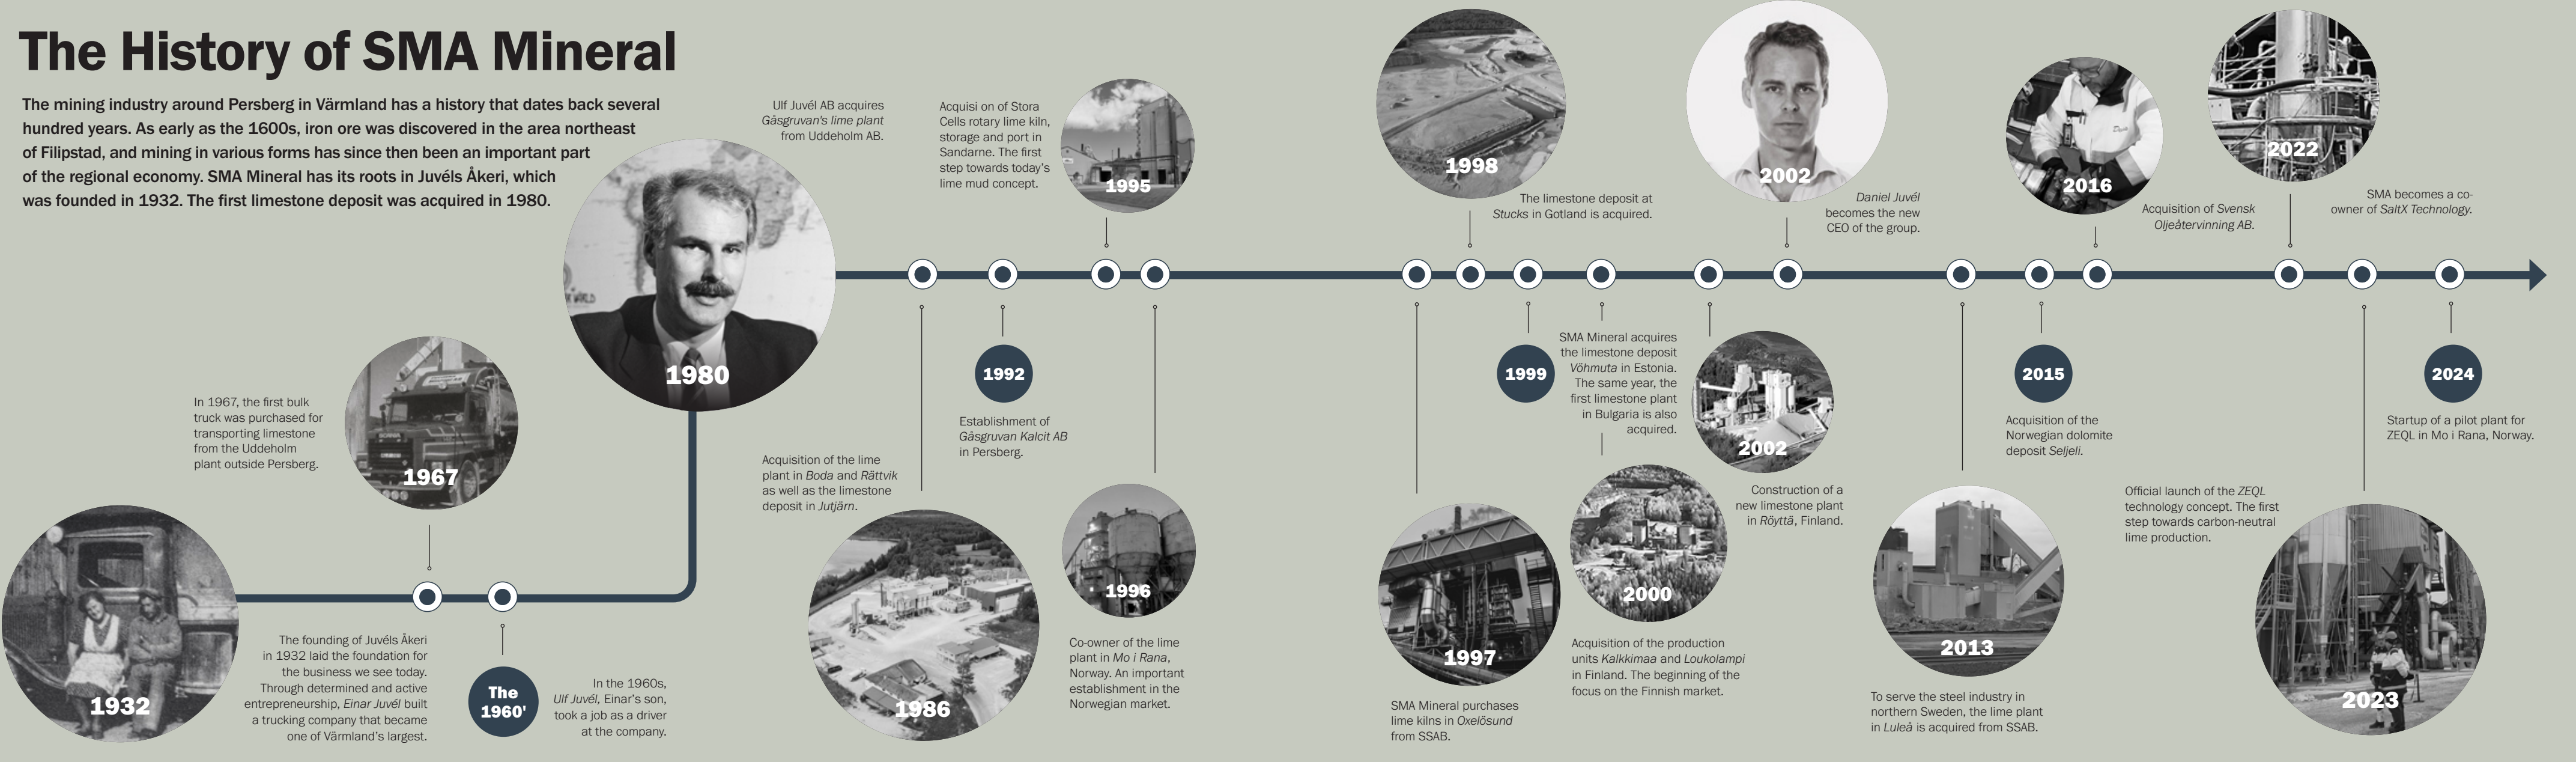 The History of SMA Mineral
The mining industry around Persberg in Värmland has a history that dates back several
hundred years. As early as the 1600s, iron ore was discovered in the area northeast
of Filipstad, and mining in various forms has since then been an important part
of the regional economy. SMA Mineral has its roots in Juvéls Åkeri, which
was founded in 1932. The first limestone deposit was acquired in 1980.
1932
The founding of Juvéls Åkeri
in 1932 laid the foundation for
the business we see today.
Through determined and active
entrepreneurship, Einar Juvél built
a trucking company that became
one of Värmland's largest.
In 1967, the first bulk
truck was purchased for
transporting limestone
from the Uddeholm
plant outside Persberg.
1967
The
1960'
In the 1960s,
Ulf Juvél, Einar's son,
took a job as a driver
at the company.
1980
Ulf Juvél AB acquires
Gåsgruvan's lime plant
from Uddeholm AB.
Acquisition of the lime
plant in Boda and Rättvik
as well as the limestone
deposit in Jutjärn.
1986
1992
Establishment of
Gåsgruvan Kalcit AB
in Persberg.
Acquisi on of Stora
Cells rotary lime kiln,
storage and port in
Sandarne. The first
step towards today's
lime mud concept.
1995
1996
Co-owner of the lime
plant in Mo i Rana,
Norway. An important
establishment in the
Norwegian market.
1997
SMA Mineral purchases
lime kilns in Oxelösund
from SSAB.
1998
The limestone deposit at
Stucks in Gotland is acquired.
1999
SMA Mineral acquires
the limestone deposit
Vöhmuta in Estonia.
The same year, the
first limestone plant
in Bulgaria is also
acquired.
2000
Acquisition of the production
units Kalkkimaa and Loukolampi
in Finland. The beginning of the
focus on the Finnish market.
2002
Construction of a
new limestone plant
in Röyttä, Finland.
2002
Daniel Juvél
becomes the new
CEO of the group.
2013
To serve the steel industry in
northern Sweden, the lime plant
in Luleå is acquired from SSAB.
2015
Acquisition of the
Norwegian dolomite
deposit Seljeli.
2016
Acquisition of Svensk
Oljeåtervinning AB.
2022
SMA becomes a co-
owner of SaltX Technology.
Official launch of the ZEQL
technology concept. The first
step towards carbon-neutral
lime production.
2023
2024
Startup of a pilot plant for
ZEQL in Mo i Rana, Norway.